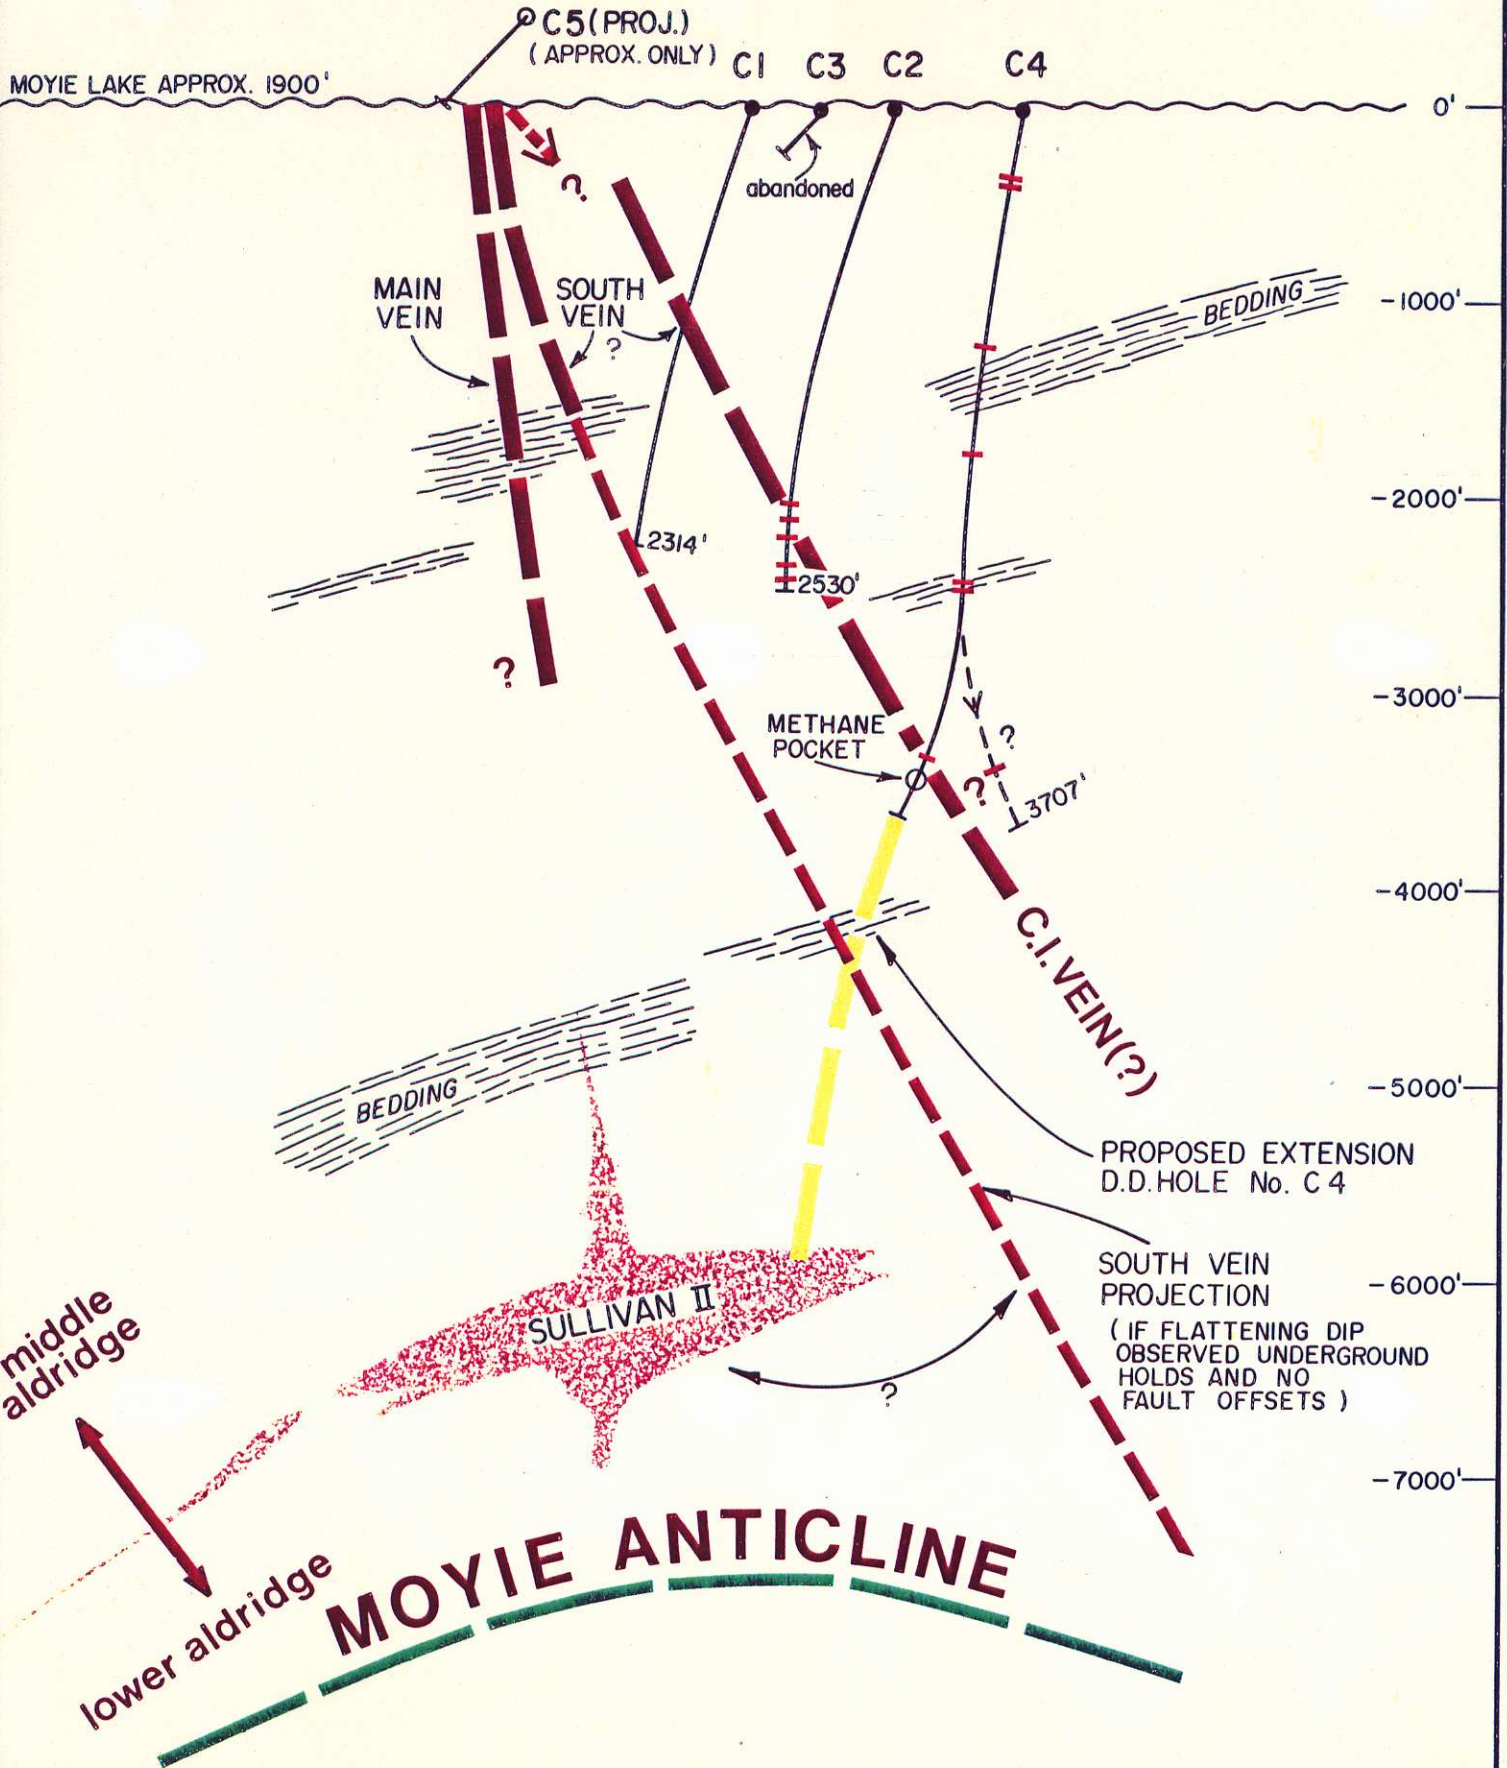 C5(PROJ.)
(APPROX. ONLY)
C1
C3
C2
C4
MOYIE LAKE APPROX. 1900'
0'
abandoned
?
MAIN
VEIN
SOUTH
VEIN
?
BEDDING
-1000'
-2000'
2314'
2530'
?
-3000'
METHANE
POCKET
?
?
3707'
-4000'
C.I. VEIN(?)
BEDDING
-5000'
PROPOSED EXTENSION
D.D. HOLE No. C4
SOUTH VEIN
PROJECTION
(IF FLATTENING DIP
OBSERVED UNDERGROUND
HOLDS AND NO
FAULT OFFSETS)
-6000'
SULLIVAN II
?
middle
aldridge
-7000'
lower aldridge
MOYIE ANTICLINE